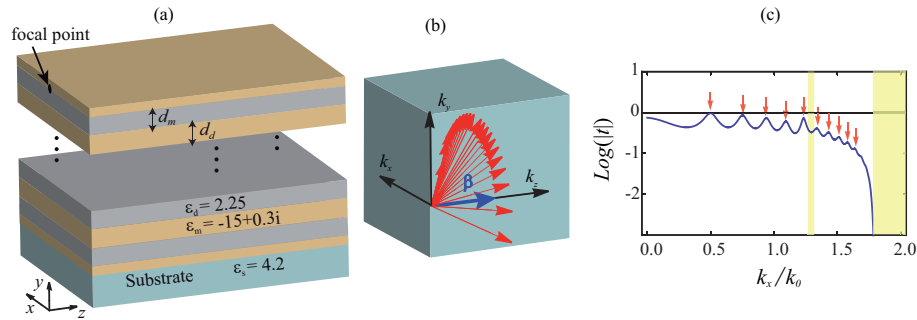 (a)
focal point
d_m
d_d
ε_d = 2.25
ε_m = -15+0.3i
Substrate
ε_s = 4.2
y
x
z
(b)
k_y
k_x
β
k_z
(c)
Log(|t|)
1
0
-1
-2
0.0
0.5
1.0
1.5
2.0
k_x/k_0